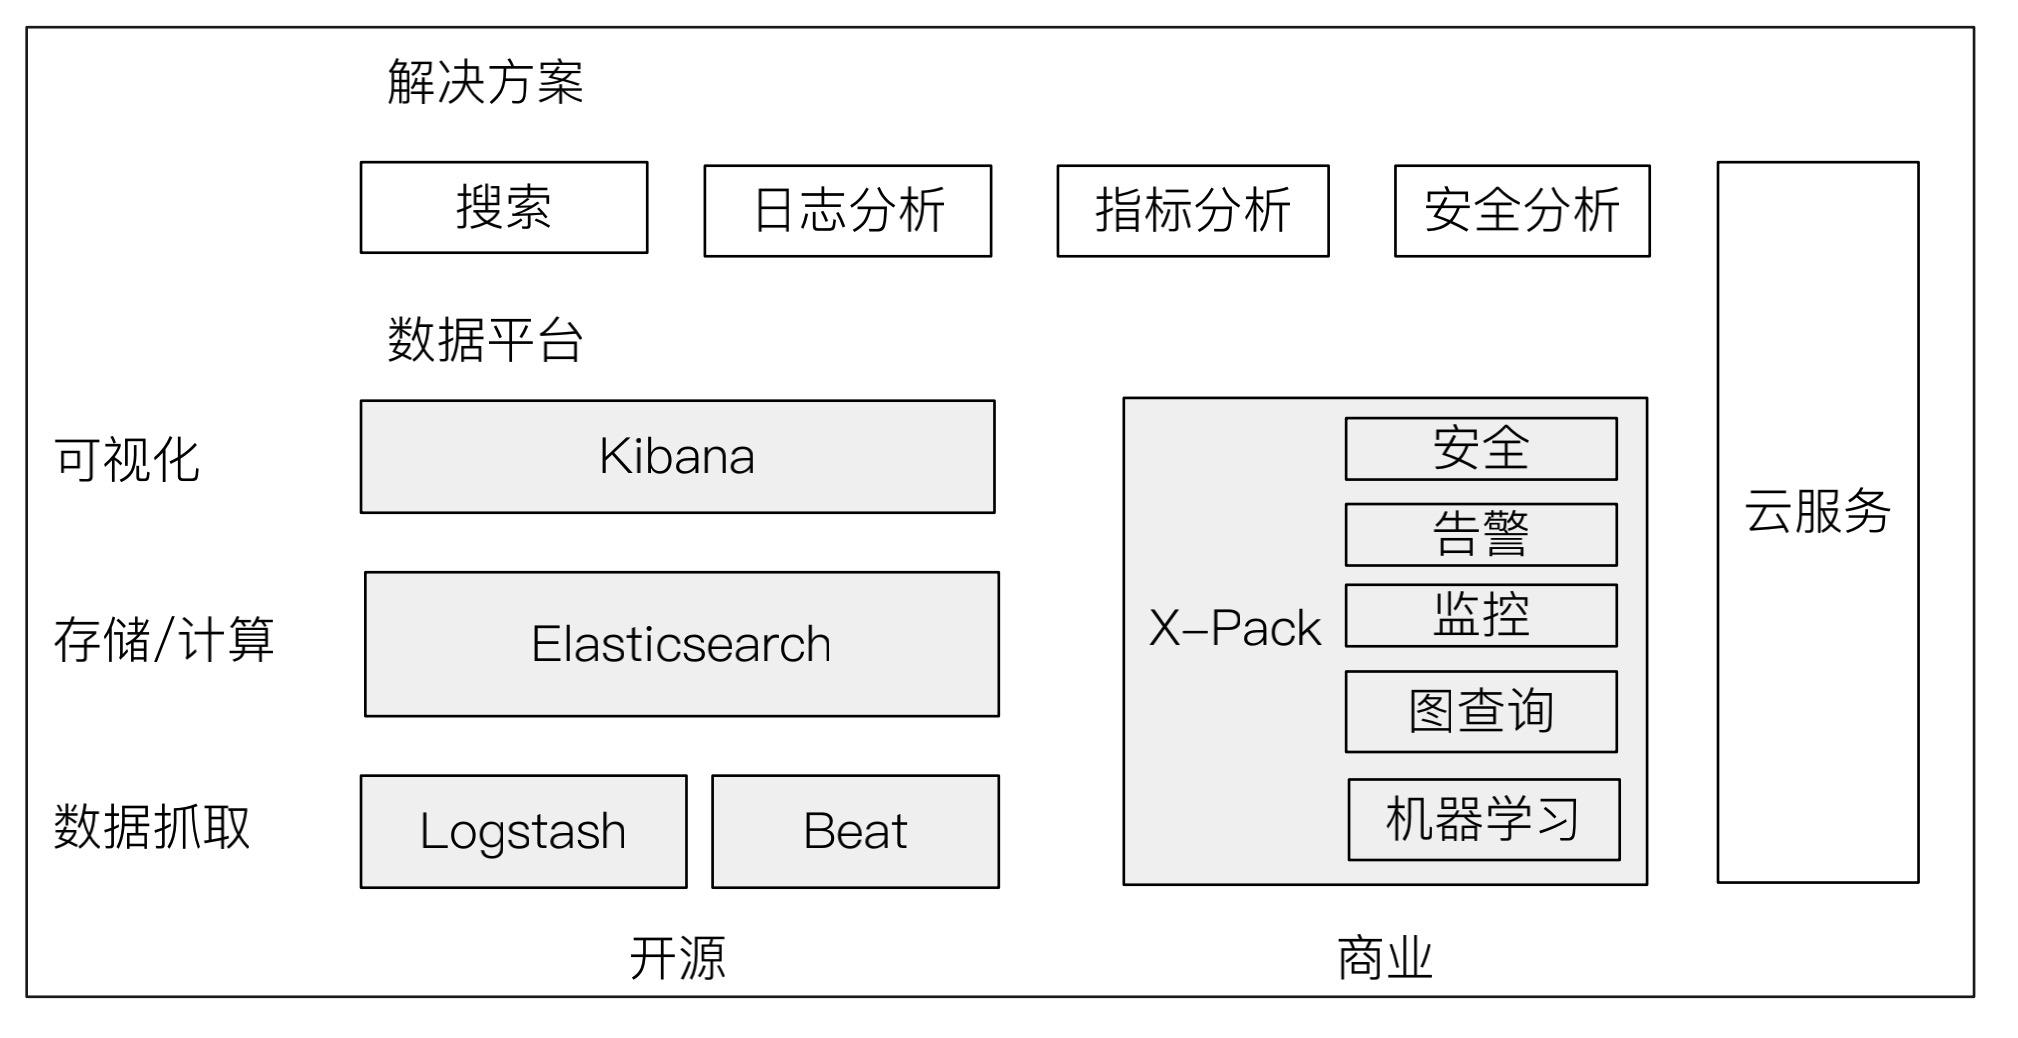 解决方案
搜索
日志分析
指标分析
安全分析
数据平台
可视化
Kibana
存储/计算
Elasticsearch
数据抓取
Logstash
Beat
X-Pack
安全
告警
监控
图查询
机器学习
云服务
开源
商业